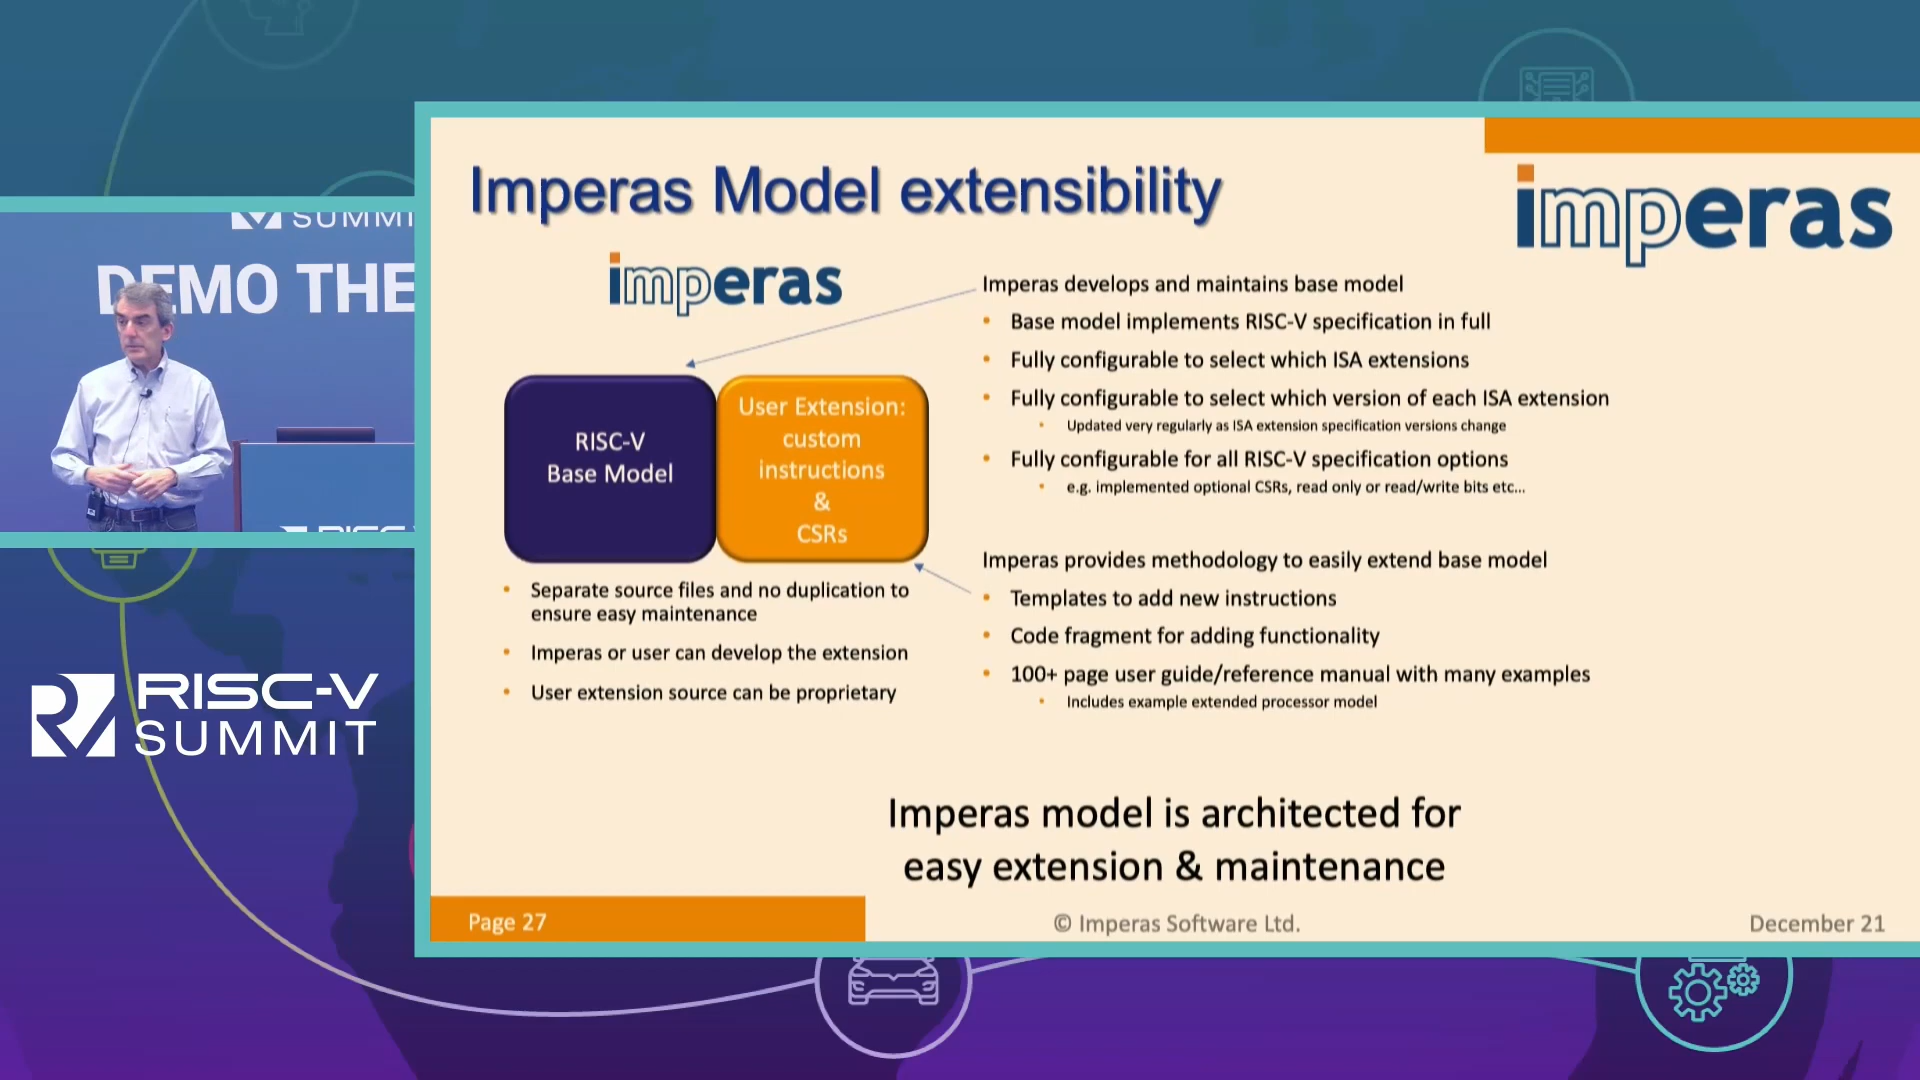 SUMMI
DEMO THE
RISC-V
SUMMIT
Imperas Model extensibility
imperas
imperas
RISC-V
Base Model
User Extension:
custom
instructions
&
CSRs
• Separate source files and no duplication to
ensure easy maintenance
• Imperas or user can develop the extension
• User extension source can be proprietary
Imperas develops and maintains base model
• Base model implements RISC-V specification in full
• Fully configurable to select which ISA extensions
• Fully configurable to select which version of each ISA extension
• Updated very regularly as ISA extension specification versions change
• Fully configurable for all RISC-V specification options
• e.g. implemented optional CSRs, read only or read/write bits etc...
Imperas provides methodology to easily extend base model
• Templates to add new instructions
• Code fragment for adding functionality
• 100+ page user guide/reference manual with many examples
• Includes example extended processor model
Imperas model is architected for
easy extension & maintenance
Page 27
© Imperas Software Ltd.
December 21